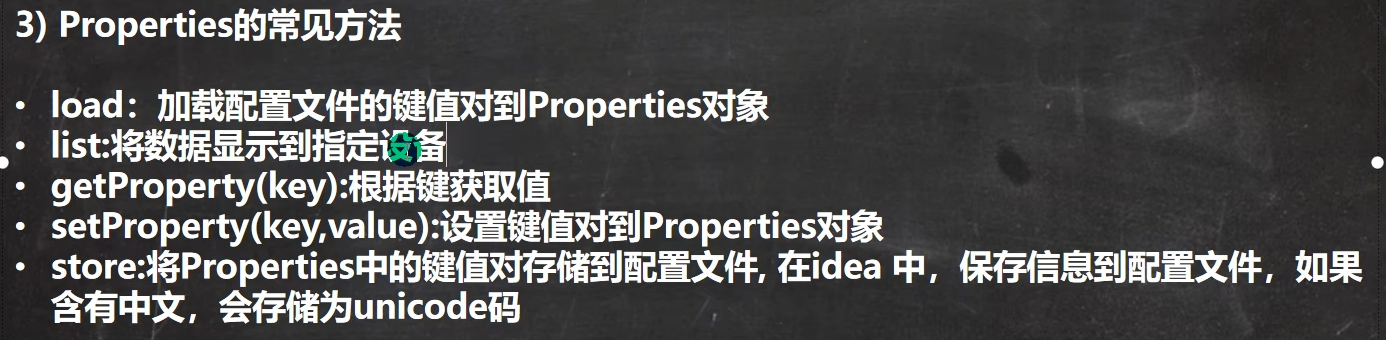 3) Properties的常见方法
• load：加载配置文件的键值对到Properties对象
• list:将数据显示到指定设备
• getProperty(key):根据键获取值
• setProperty(key,value):设置键值对到Properties对象
• store:将Properties中的键值对存储到配置文件, 在idea 中，保存信息到配置文件，如果
含有中文，会存储为unicode码